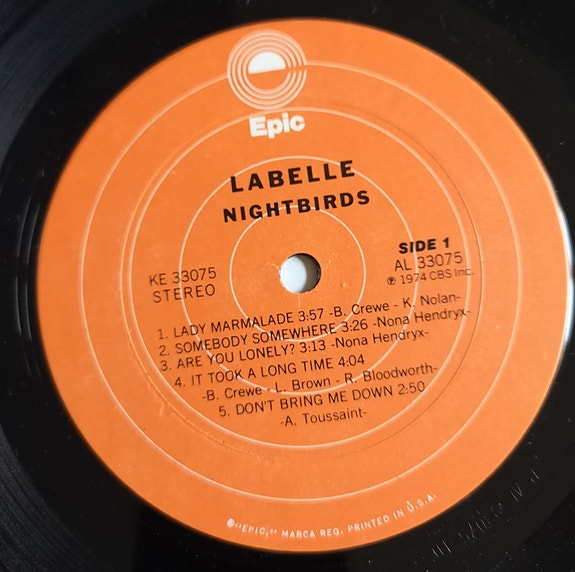 Epic
LABELLE
NIGHTBIRDS
KE 33075
STEREO
SIDE 1
AL 33075
℗ 1974 CBS Inc.
1. LADY MARMALADE 3:57 -B. Crewe - K. Nolan-
2. SOMEBODY SOMEWHERE 3:26 -Nona Hendryx-
3. ARE YOU LONELY? 3:13 -Nona Hendryx-
4. IT TOOK A LONG TIME 4:04
-B. Crewe - L. Brown - R. Bloodworth-
5. DON'T BRING ME DOWN 2:50
-A. Toussaint-
®"EPIC," MARCA REG. PRINTED IN U.S.A.